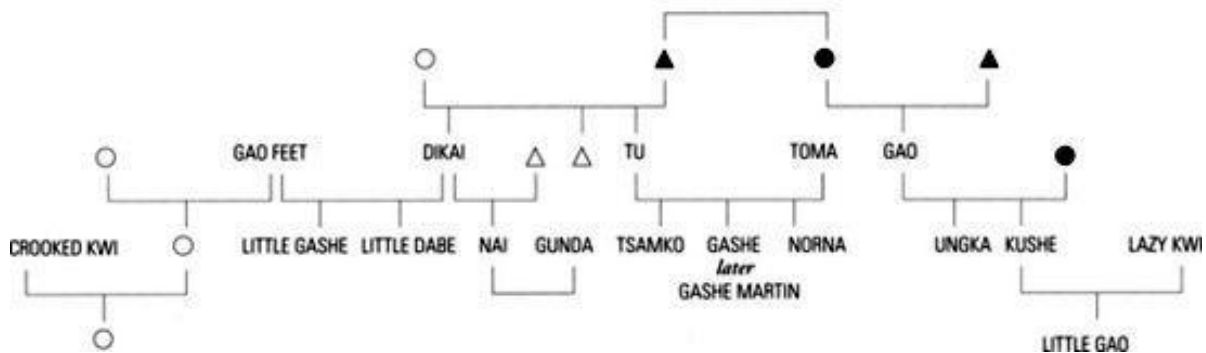 GAO FEET DIKAI TU TOMA GAO
CROOKED KWI LITTLE GASHE LITTLE DABE NAI GUNDA TSAMKO GASHE NORNA UNGKA KUSHE LAZY KWI
later
GASHE MARTIN
LITTLE GAO